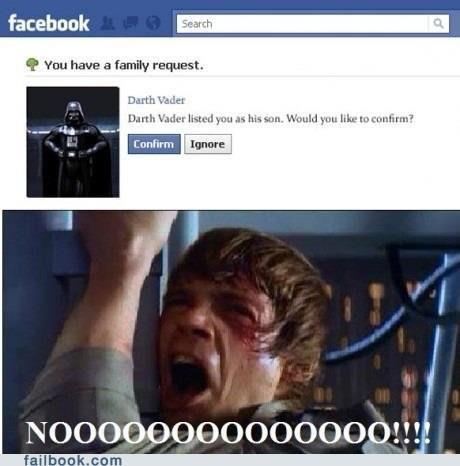 facebook
Search
You have a family request.
Darth Vader
Darth Vader listed you as his son. Would you like to confirm?
Confirm
Ignore
NOOOOOOOOOOOOOOO!!!!
failbook.com